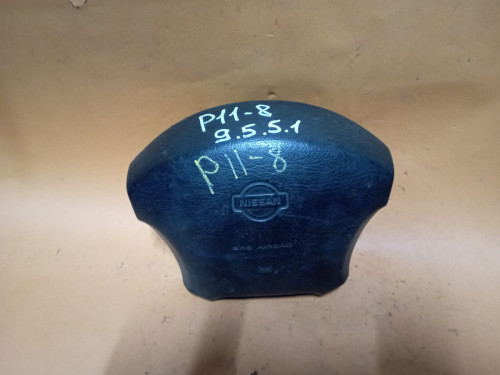 P11-8
9.5.5.1
P11-8
NISSAN
SRS AIRBAG